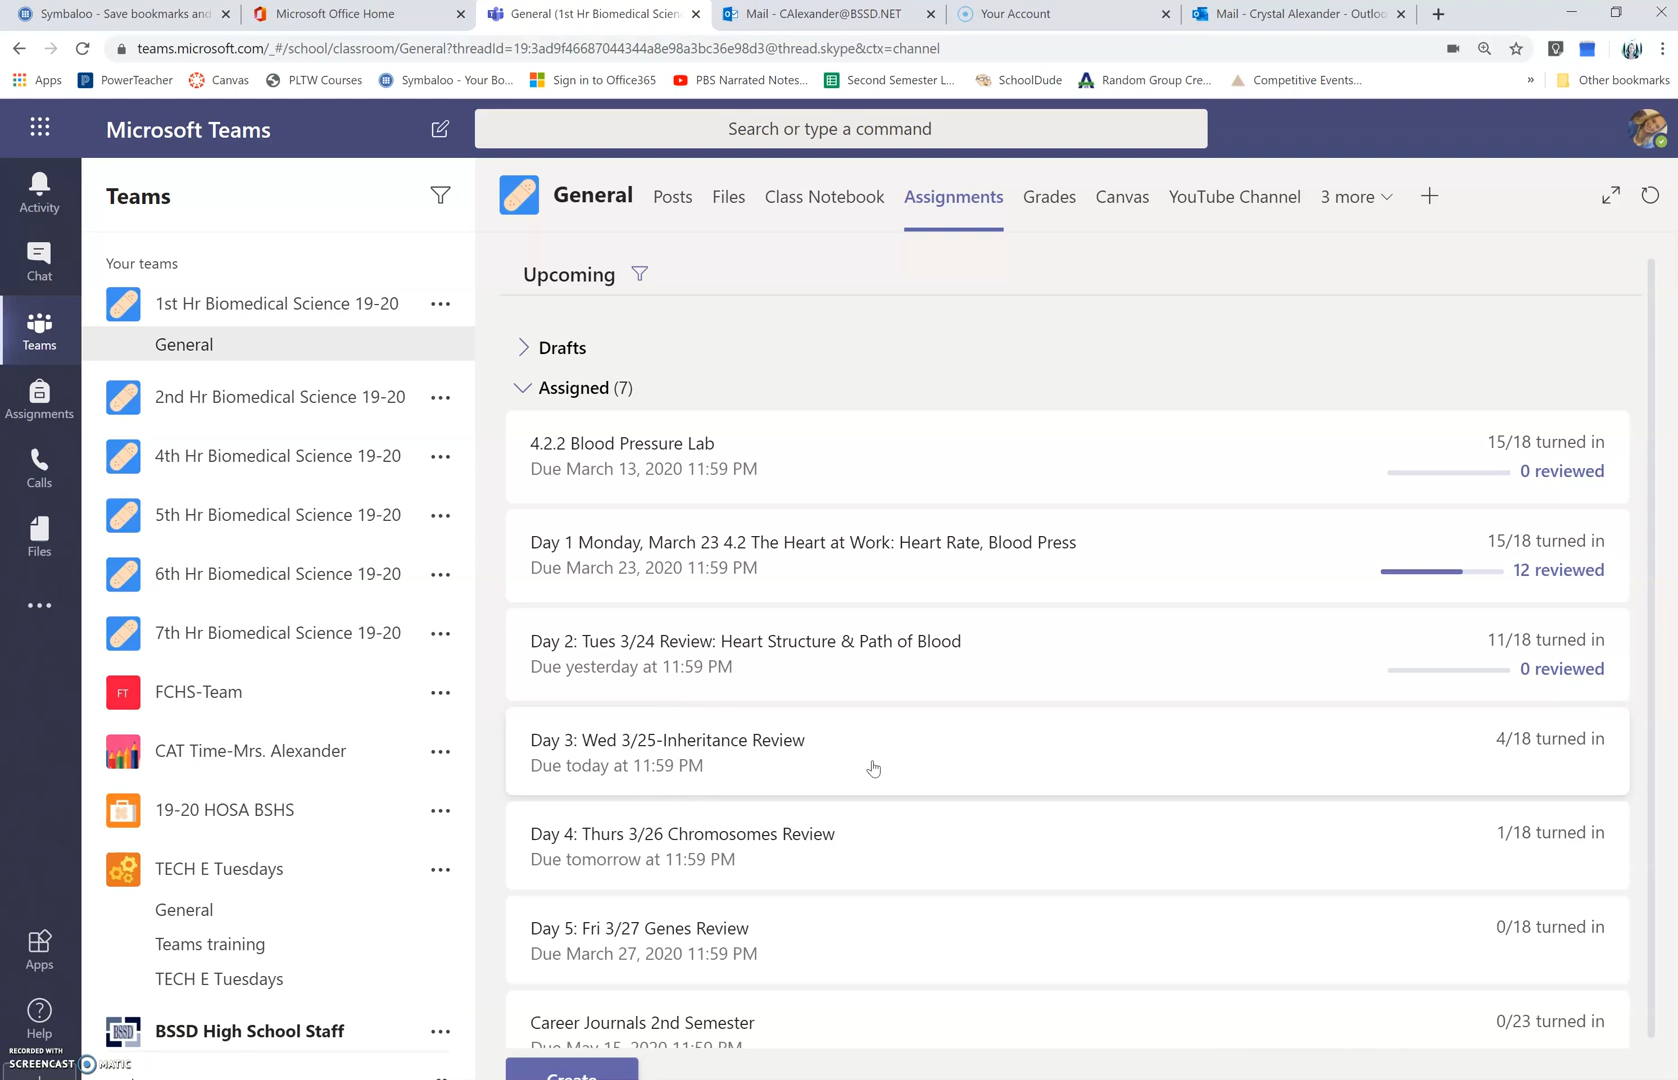 Symbaloo - Save bookmarks and
Microsoft Office Home
General (1st Hr Biomedical Scien
Mail - CAlexander@BSSD.NET
Your Account
Mail - Crystal Alexander - Outloo
teams.microsoft.com/_#/school/classroom/General?threadId=19:3ad9f46687044344a8e98a3bc36e98d3@thread.skype&ctx=channel
Apps
PowerTeacher
Canvas
PLTW Courses
Symbaloo - Your Bo...
Sign in to Office365
PBS Narrated Notes...
Second Semester L...
SchoolDude
Random Group Cre...
Competitive Events...
»
Other bookmarks
Microsoft Teams
Search or type a command
Activity
Chat
Teams
Assignments
Calls
Files
Apps
Help
RECORDED WITH
SCREENCAST MATIC
Teams
Your teams
1st Hr Biomedical Science 19-20
General
2nd Hr Biomedical Science 19-20
4th Hr Biomedical Science 19-20
5th Hr Biomedical Science 19-20
6th Hr Biomedical Science 19-20
7th Hr Biomedical Science 19-20
FT
FCHS-Team
CAT Time-Mrs. Alexander
19-20 HOSA BSHS
TECH E Tuesdays
General
Teams training
TECH E Tuesdays
BSSD
BSSD High School Staff
General
Posts
Files
Class Notebook
Assignments
Grades
Canvas
YouTube Channel
3 more
Upcoming
Drafts
Assigned (7)
4.2.2 Blood Pressure Lab
Due March 13, 2020 11:59 PM
15/18 turned in
0 reviewed
Day 1 Monday, March 23 4.2 The Heart at Work: Heart Rate, Blood Press
Due March 23, 2020 11:59 PM
15/18 turned in
12 reviewed
Day 2: Tues 3/24 Review: Heart Structure & Path of Blood
Due yesterday at 11:59 PM
11/18 turned in
0 reviewed
Day 3: Wed 3/25-Inheritance Review
Due today at 11:59 PM
4/18 turned in
Day 4: Thurs 3/26 Chromosomes Review
Due tomorrow at 11:59 PM
1/18 turned in
Day 5: Fri 3/27 Genes Review
Due March 27, 2020 11:59 PM
0/18 turned in
Career Journals 2nd Semester
Due May 15, 2020 11:59 PM
0/23 turned in
Create